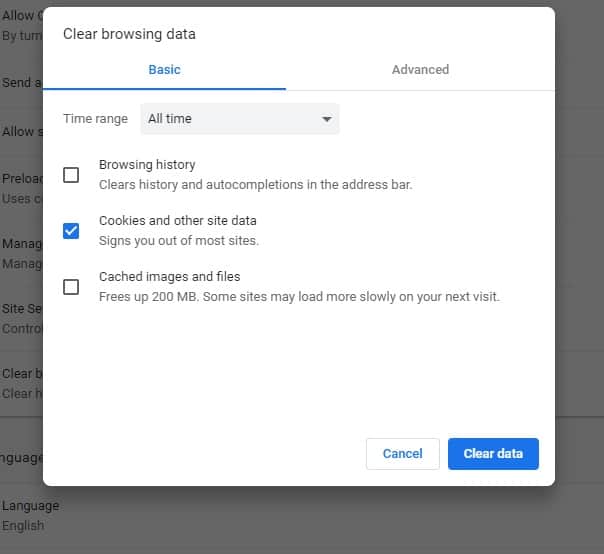 Clear browsing data
Basic
Advanced
Time range All time
Browsing history
Clears history and autocompletions in the address bar.
Cookies and other site data
Signs you out of most sites.
Cached images and files
Frees up 200 MB. Some sites may load more slowly on your next visit.
Cancel
Clear data
Allow
By turn
Send a
Allow s
Preload
Uses c
Manag
Manag
Site Se
Contro
Clear b
Clear h
nguage
Language
English